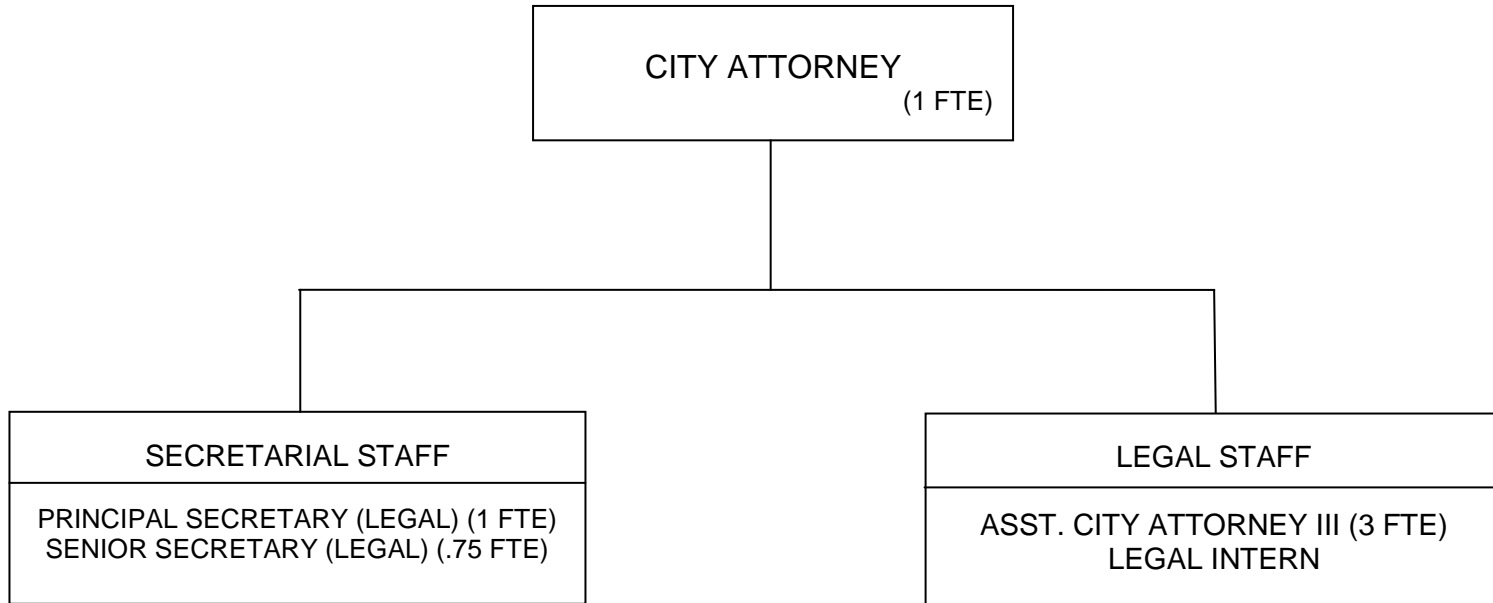 CITY ATTORNEY
(1 FTE)
SECRETARIAL STAFF
PRINCIPAL SECRETARY (LEGAL) (1 FTE)
SENIOR SECRETARY (LEGAL) (.75 FTE)
LEGAL STAFF
ASST. CITY ATTORNEY III (3 FTE)
LEGAL INTERN